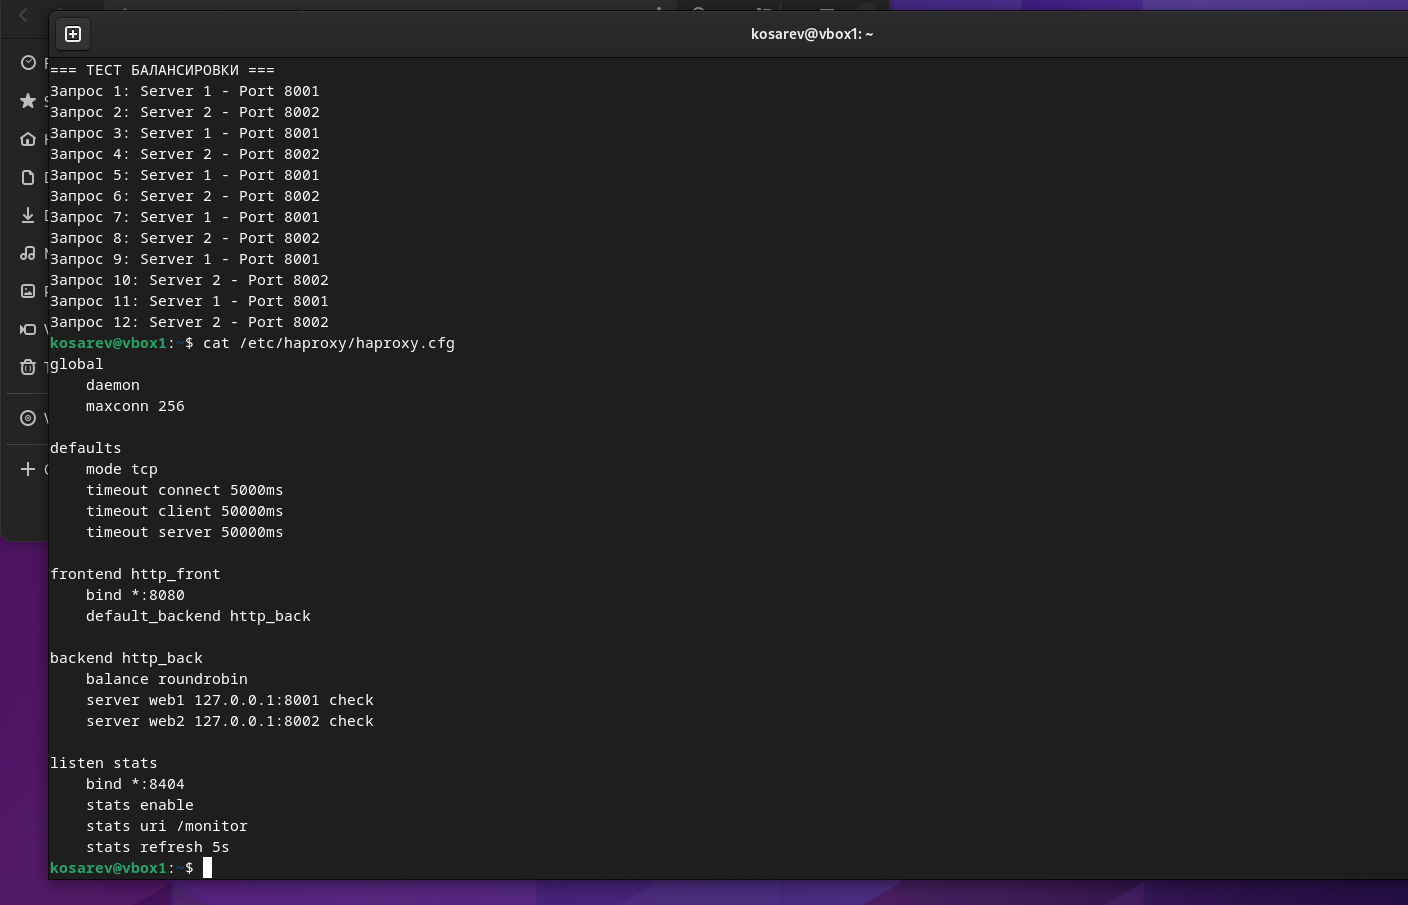 kosarev@vbox1: ~
=== ТЕСТ БАЛАНСИРОВКИ ===
Запрос 1: Server 1 - Port 8001
Запрос 2: Server 2 - Port 8002
Запрос 3: Server 1 - Port 8001
Запрос 4: Server 2 - Port 8002
Запрос 5: Server 1 - Port 8001
Запрос 6: Server 2 - Port 8002
Запрос 7: Server 1 - Port 8001
Запрос 8: Server 2 - Port 8002
Запрос 9: Server 1 - Port 8001
Запрос 10: Server 2 - Port 8002
Запрос 11: Server 1 - Port 8001
Запрос 12: Server 2 - Port 8002
kosarev@vbox1:~$ cat /etc/haproxy/haproxy.cfg
global
    daemon
    maxconn 256

defaults
    mode tcp
    timeout connect 5000ms
    timeout client 50000ms
    timeout server 50000ms

frontend http_front
    bind *:8080
    default_backend http_back

backend http_back
    balance roundrobin
    server web1 127.0.0.1:8001 check
    server web2 127.0.0.1:8002 check

listen stats
    bind *:8404
    stats enable
    stats uri /monitor
    stats refresh 5s
kosarev@vbox1:~$